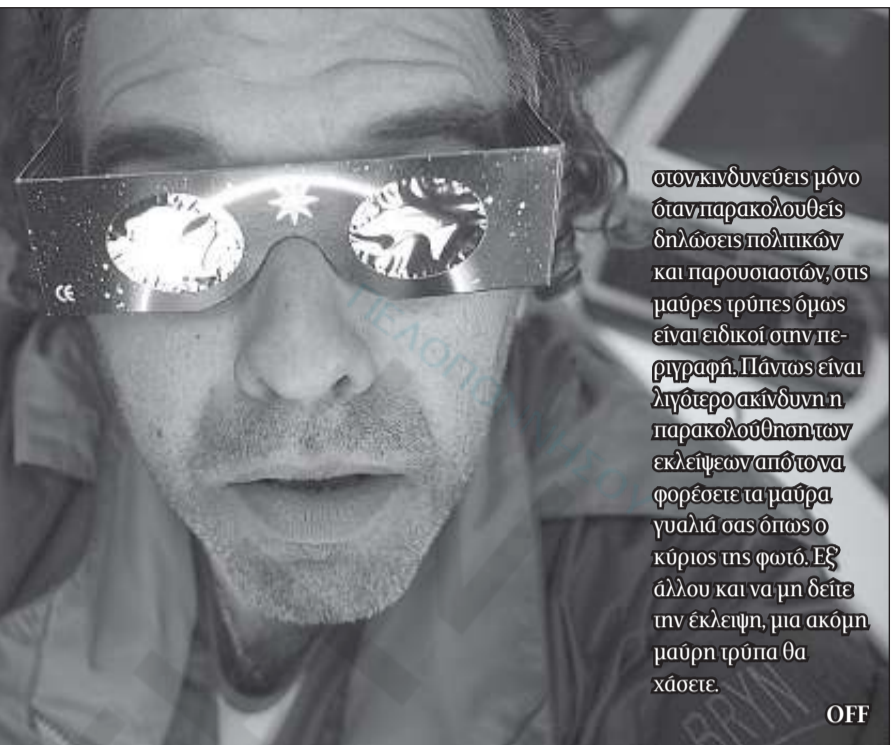 στον κινδυνεύεις μόνο
όταν παρακολουθείς
δηλώσεις πολιτικών
και παρουσιαστών, στις
μαύρες τρύπες όμως
είναι ειδικοί στην πε-
ριγραφή. Πάντως είναι
λιγότερο ακίνδυνη η
παρακολούθηση των
εκλείψεων από το να
φορέσετε τα μαύρα
γυαλιά σας όπως ο
κύριος της φωτό. Εξ
άλλου και να μη δείτε
την έκλειψη, μια ακόμη
μαύρη τρύπα θα
χάσετε.
OFF
CE
BRYN